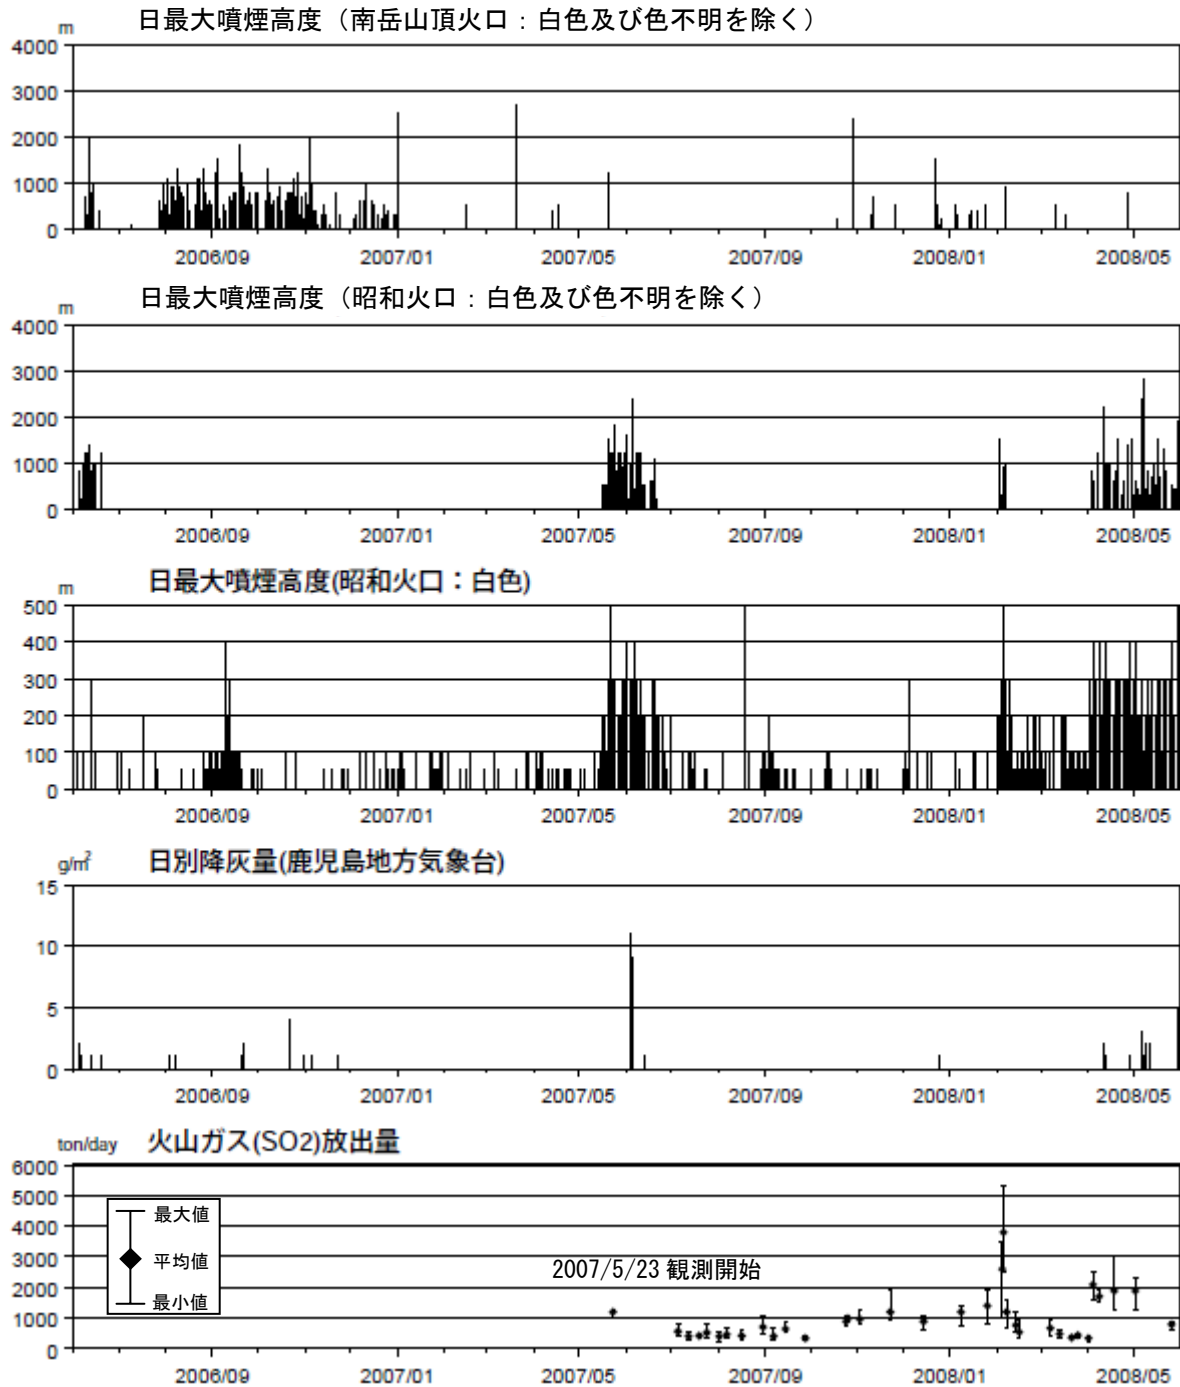 日最大噴煙高度（南岳山頂火口：白色及び色不明を除く）
m
4000
3000
2000
1000
0
2006/09 2007/01 2007/05 2007/09 2008/01 2008/05
日最大噴煙高度（昭和火口：白色及び色不明を除く）
m
4000
3000
2000
1000
0
2006/09 2007/01 2007/05 2007/09 2008/01 2008/05
日最大噴煙高度(昭和火口：白色)
m
500
400
300
200
100
0
2006/09 2007/01 2007/05 2007/09 2008/01 2008/05
日別降灰量(鹿児島地方気象台)
g/㎡
15
10
5
0
2006/09 2007/01 2007/05 2007/09 2008/01 2008/05
火山ガス(SO2)放出量
ton/day
6000
5000
4000
3000
2000
1000
0
最大値
平均値
最小値
2007/5/23 観測開始
2006/09 2007/01 2007/05 2007/09 2008/01 2008/05